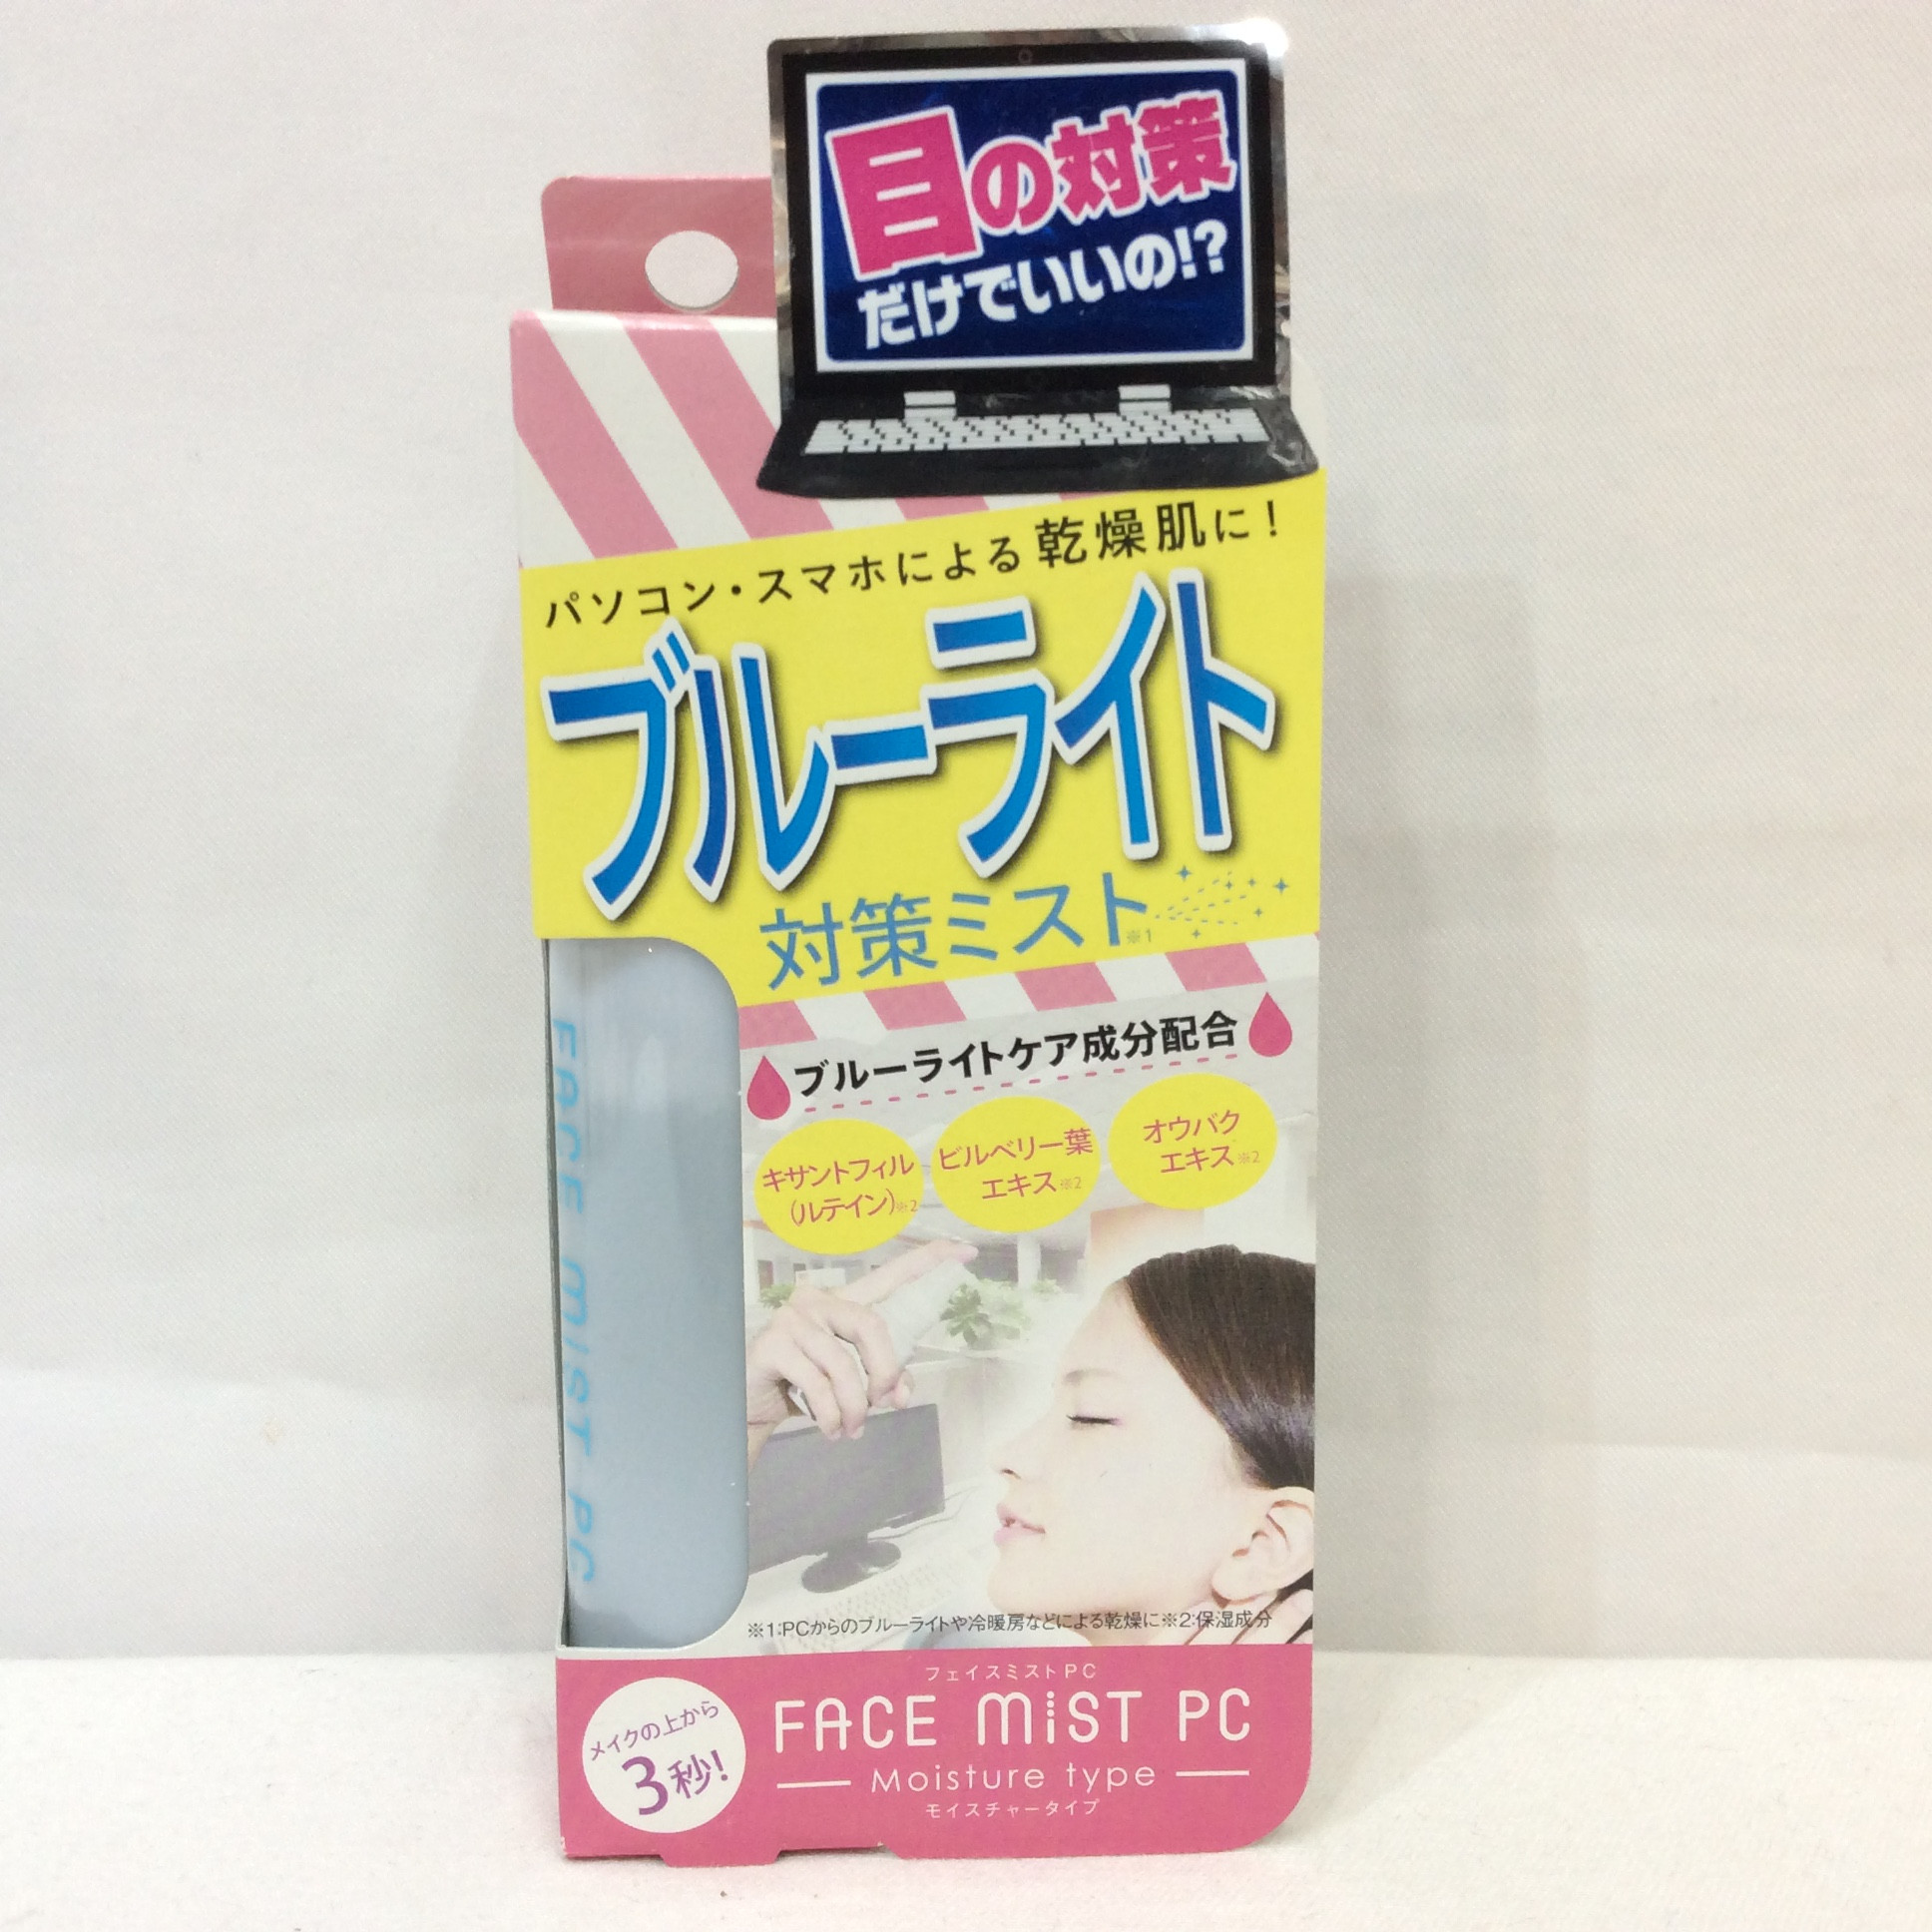 目の対策
だけでいいの!?
パソコン・スマホによる乾燥肌に!
ブルーライト
対策ミスト※1
ブルーライトケア成分配合
キサントフィル
(ルテイン)※2
ビルベリー葉
エキス※2
オウバク
エキス※2
FACE MIST PC
※1:PCからのブルーライトや冷暖房などによる乾燥に※2:保湿成分
メイクの上から
3秒!
フェイスミストPC
FACE MiST PC
Moisture type
モイスチャータイプ